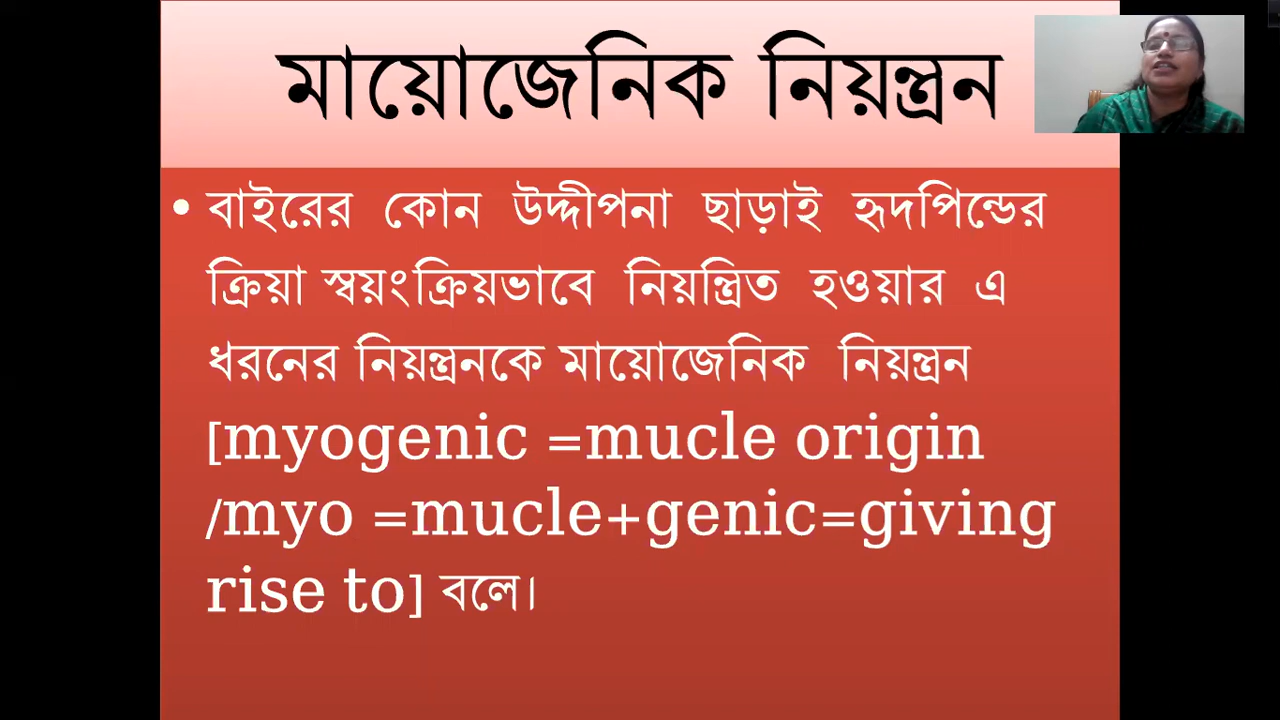 মায়োজেনিক নিয়ন্ত্রন
• বাইরের কোন উদ্দীপনা ছাড়াই হৃদপিন্ডের
ক্রিয়া স্বয়ংক্রিয়ভাবে নিয়ন্ত্রিত হওয়ার এ
ধরনের নিয়ন্ত্রনকে মায়োজেনিক নিয়ন্ত্রন
[myogenic =mucle origin
/myo =mucle+genic=giving
rise to] বলে।